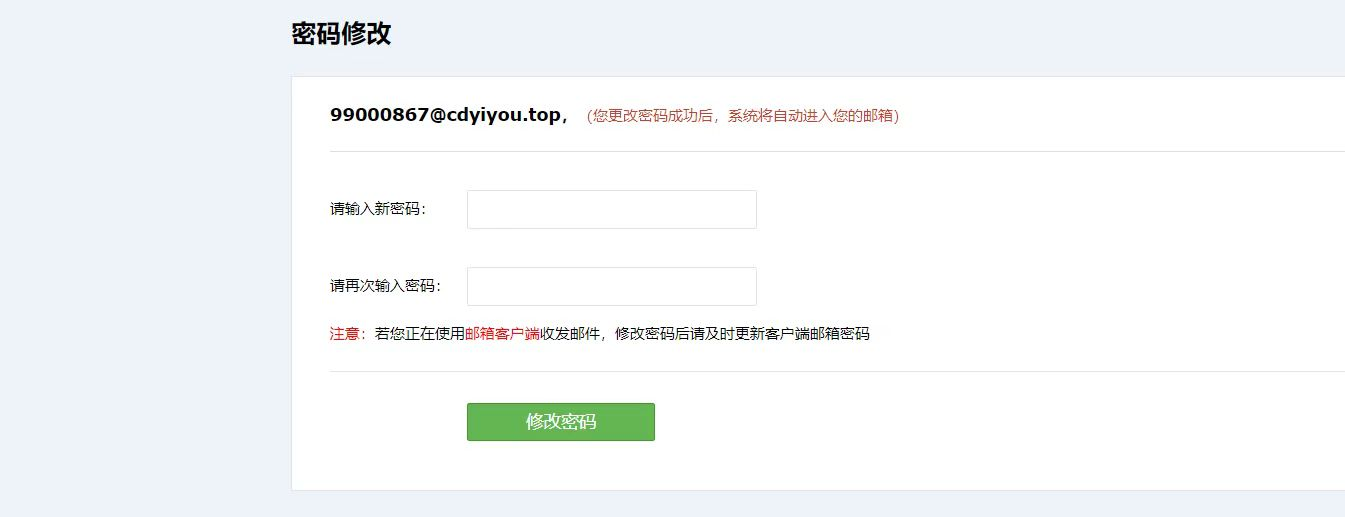 密码修改
99000867@cdyiyou.top， （您更改密码成功后，系统将自动进入您的邮箱）
请输入新密码：
请再次输入密码：
注意：若您正在使用邮箱客户端收发邮件，修改密码后请及时更新客户端邮箱密码
修改密码